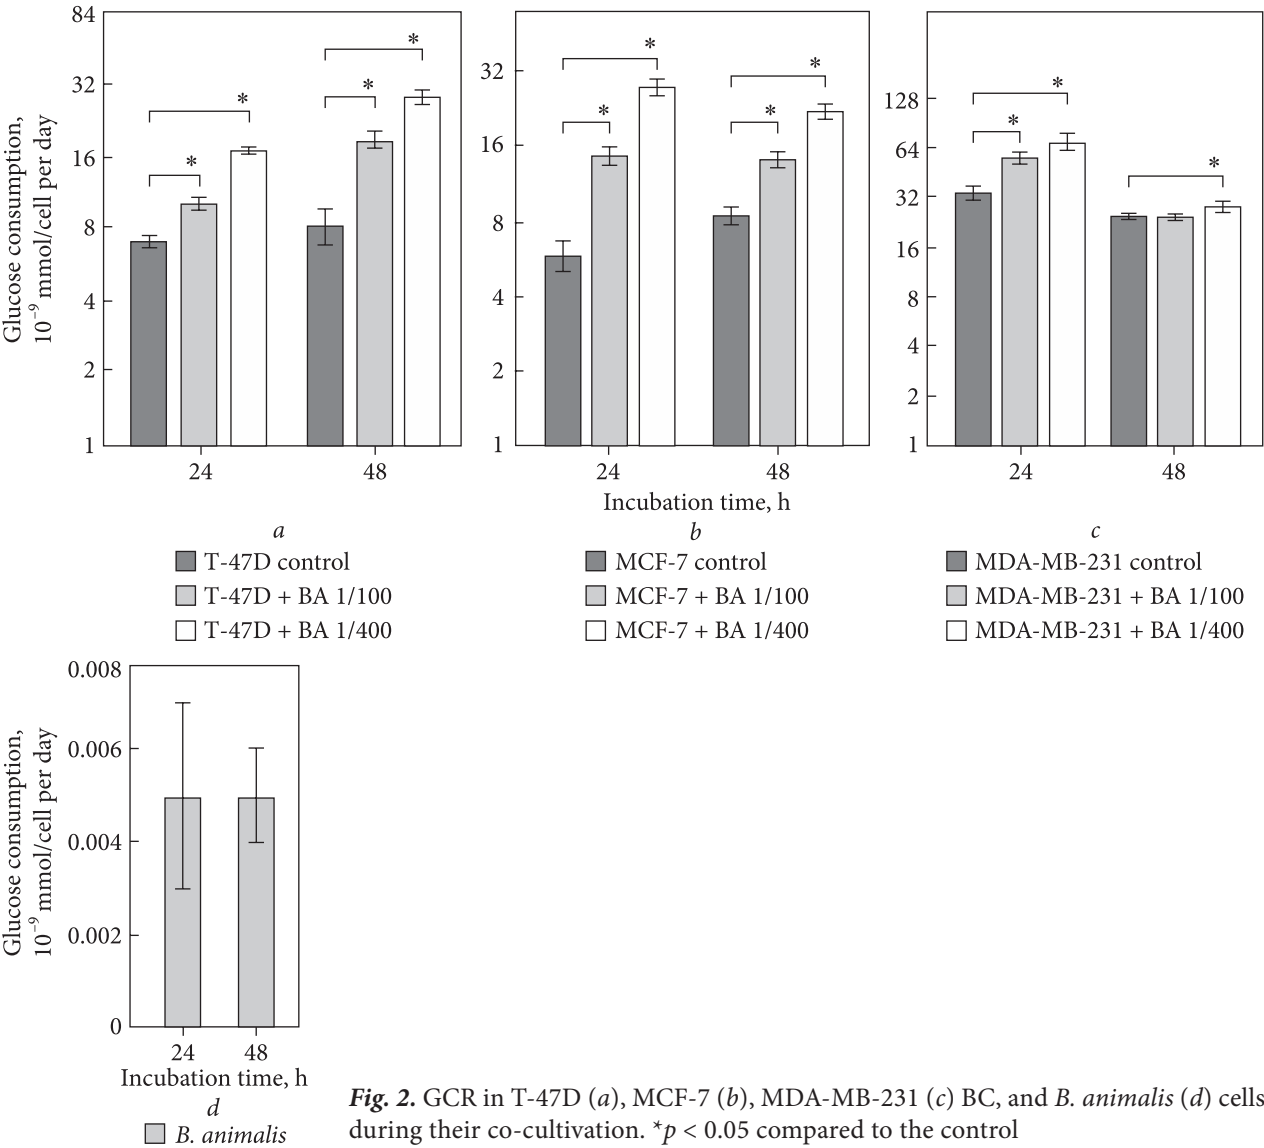 Glucose consumption,
10⁻⁹ mmol/cell per day
84
32
16
8
4
2
1
*
*
*
*
24
48
a
T-47D control
T-47D + BA 1/100
T-47D + BA 1/400
32
16
8
4
2
1
*
*
*
*
24
48
Incubation time, h
b
MCF-7 control
MCF-7 + BA 1/100
MCF-7 + BA 1/400
128
64
32
16
8
4
2
1
*
*
*
24
48
c
MDA-MB-231 control
MDA-MB-231 + BA 1/100
MDA-MB-231 + BA 1/400
Glucose consumption,
10⁻⁹ mmol/cell per day
0.008
0.006
0.004
0.002
0
24
48
Incubation time, h
d
B. animalis
Fig. 2. GCR in T-47D (a), MCF-7 (b), MDA-MB-231 (c) BC, and B. animalis (d) cells
during their co-cultivation. *p < 0.05 compared to the control